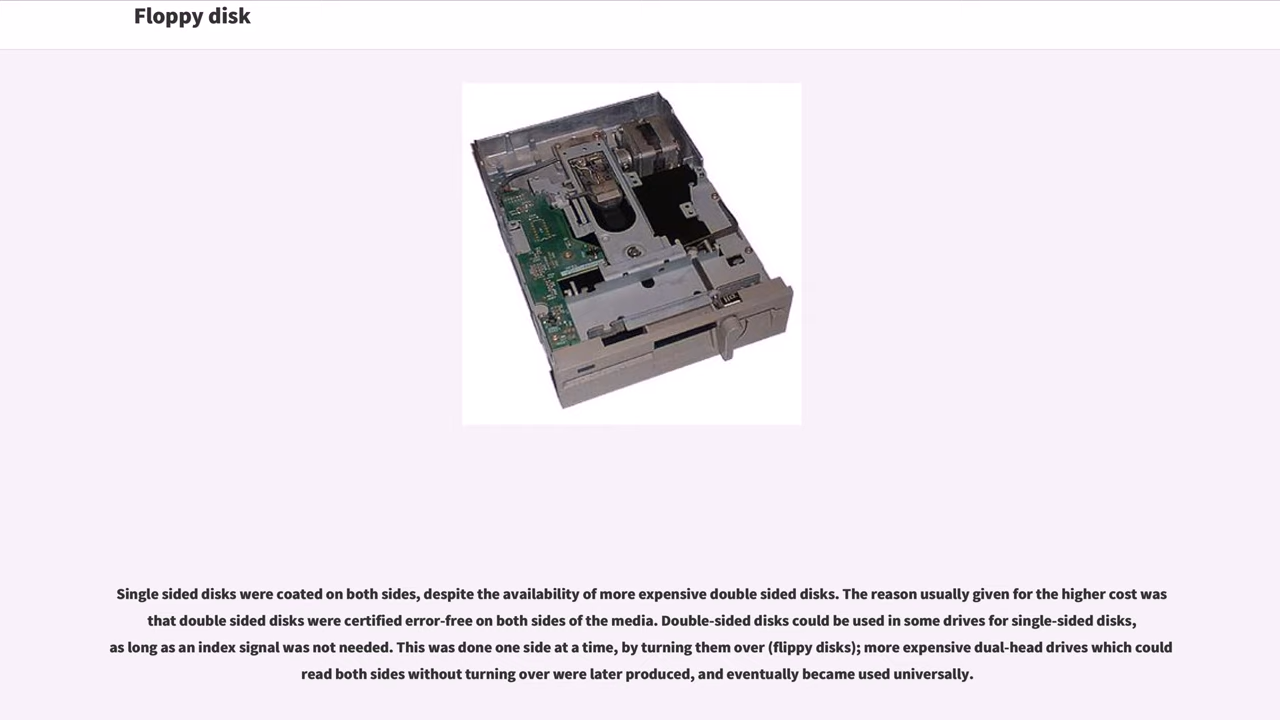 Floppy disk
Single sided disks were coated on both sides, despite the availability of more expensive double sided disks. The reason usually given for the higher cost was
that double sided disks were certified error-free on both sides of the media. Double-sided disks could be used in some drives for single-sided disks,
as long as an index signal was not needed. This was done one side at a time, by turning them over (flippy disks); more expensive dual-head drives which could
read both sides without turning over were later produced, and eventually became used universally.